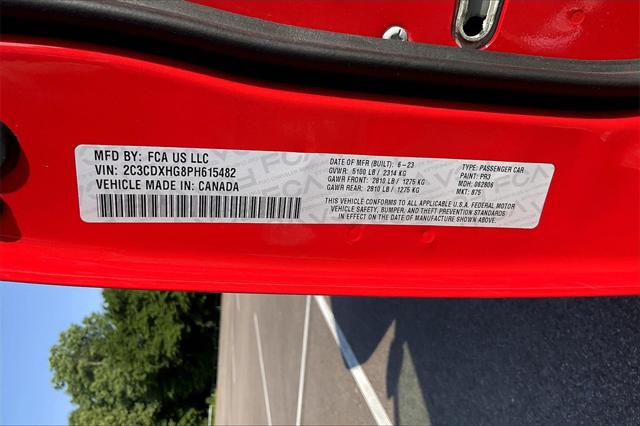 MFD BY: FCA US LLC
VIN: 2C3CDXHG8PH615482
VEHICLE MADE IN: CANADA
DATE OF MFR (BUILT): 6-23
GVWR: 5100 LB / 2314 KG
GAWR FRONT: 2810 LB / 1275 KG
GAWR REAR: 2810 LB / 1275 KG
TYPE: PASSENGER CAR
PAINT: PR3
MDH: 062806
MKT: 875
THIS VEHICLE CONFORMS TO ALL APPLICABLE U.S.A. FEDERAL MOTOR
VEHICLE SAFETY, BUMPER, AND THEFT PREVENTION STANDARDS
IN EFFECT ON THE DATE OF MANUFACTURE SHOWN ABOVE.